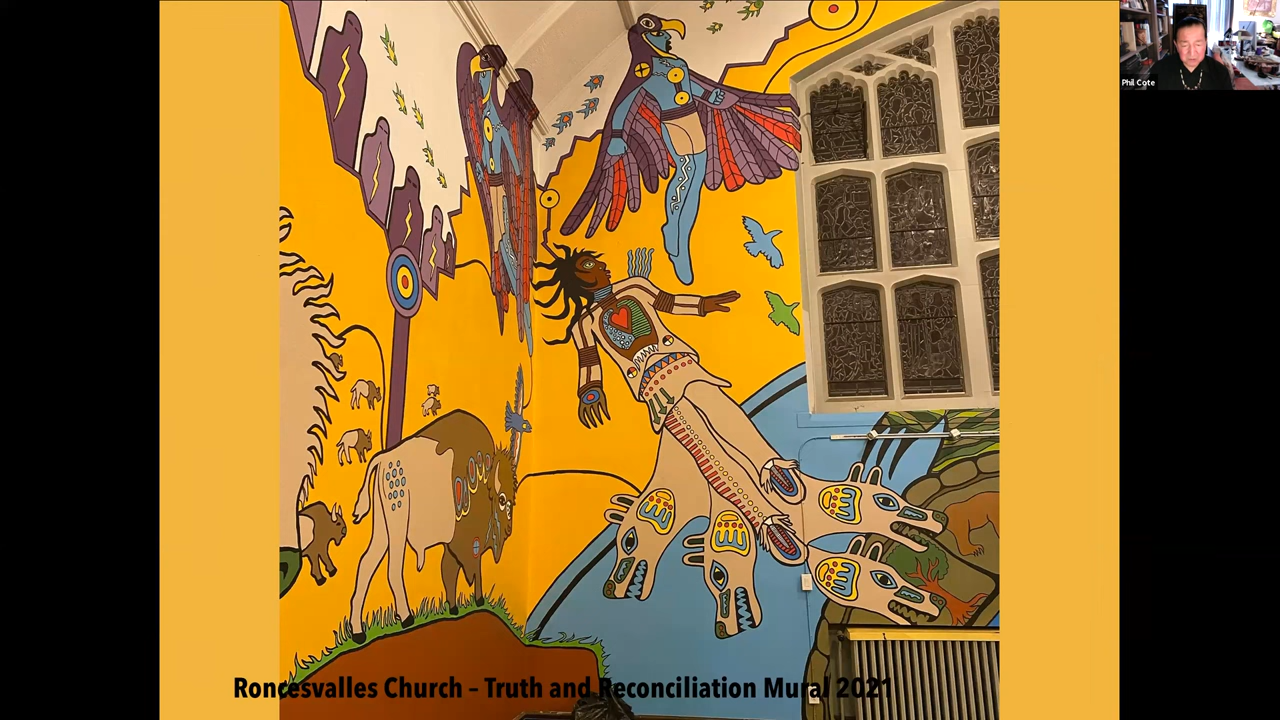 Phil Cote
Roncesvalles Church – Truth and Reconciliation Mural 2021